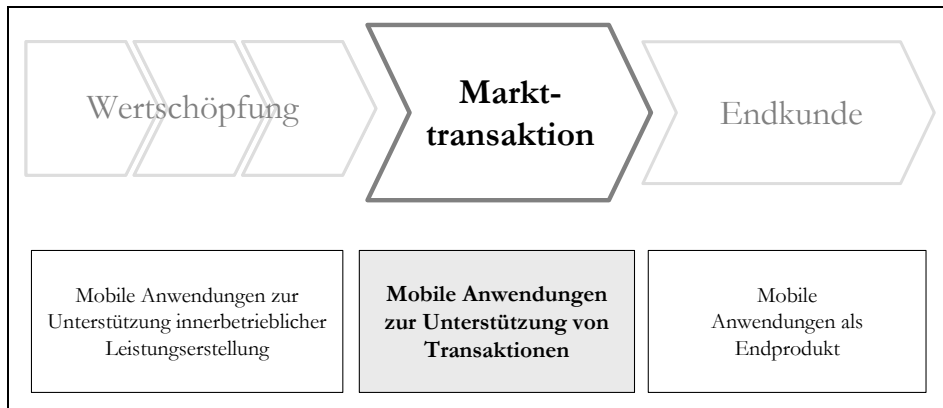 Wertschöpfung
Markt-
transaktion
Endkunde
Mobile Anwendungen zur
Unterstützung innerbetrieblicher
Leistungserstellung
Mobile Anwendungen
zur Unterstützung von
Transaktionen
Mobile
Anwendungen als
Endprodukt